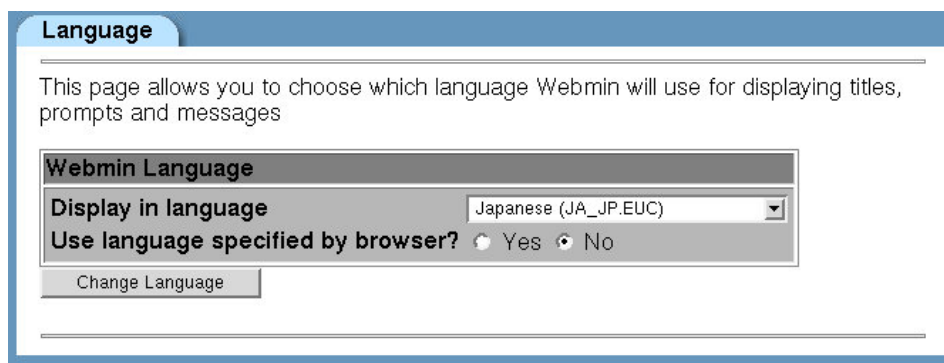 Language
This page allows you to choose which language Webmin will use for displaying titles,
prompts and messages
Webmin Language
Display in language Japanese (JA_JP.EUC)
Use language specified by browser? Yes No
Change Language